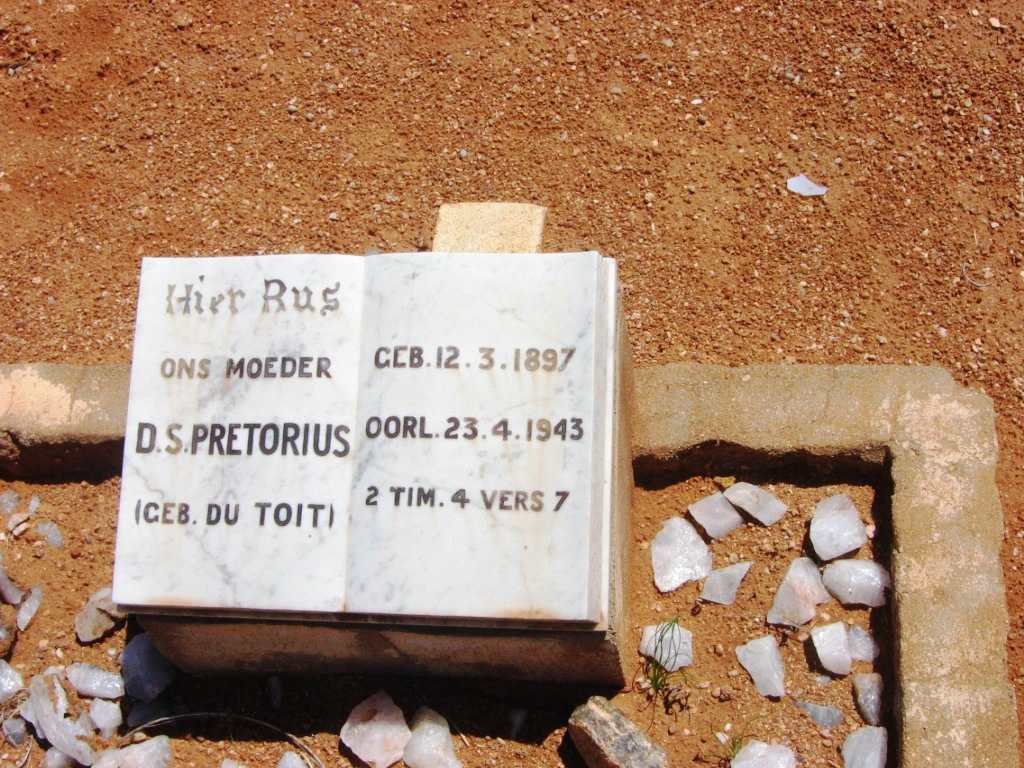 Hier Rus
ONS MOEDER
D.S.PRETORIUS
(GEB. DU TOIT)
GEB. 12. 3. 1897
OORL. 23. 4. 1943
2 TIM. 4 VERS 7